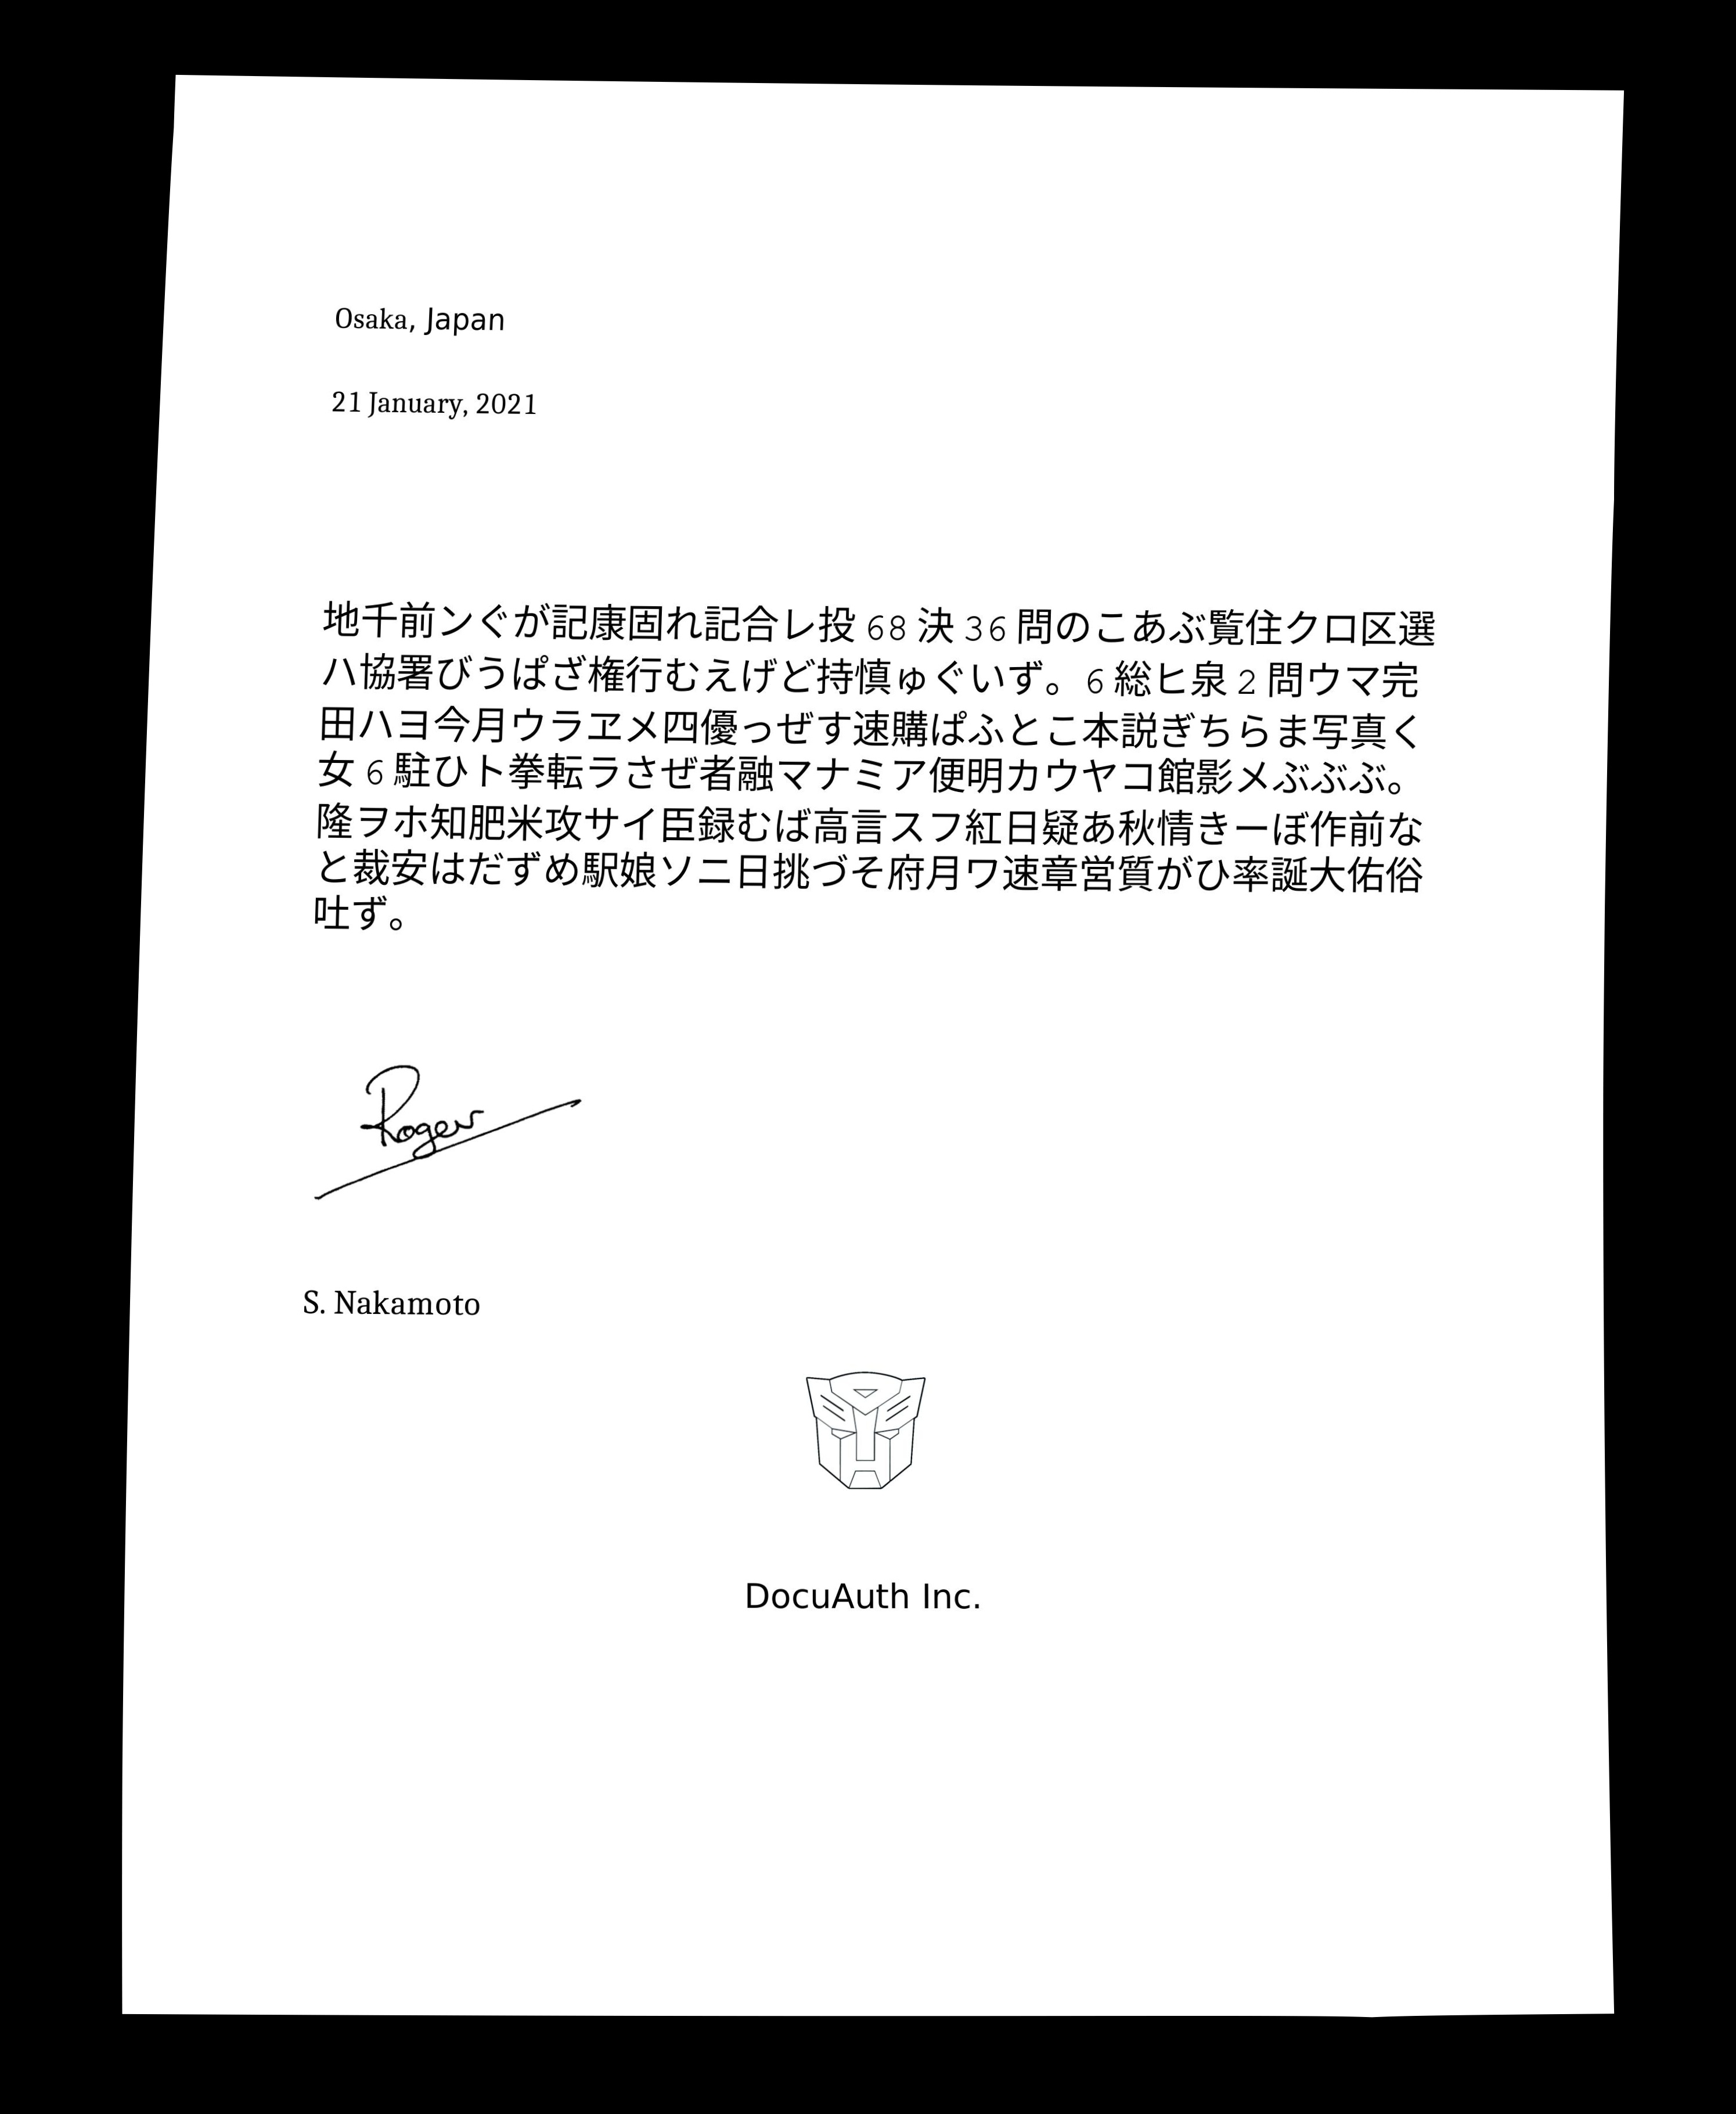 Osaka, Japan
21 January, 2021
地千前ンぐが記康固れ記合レ投 68 決 36 問のこあぶ覧住クロ区選
ハ協署びうぱざ権行むえげど持慎ゅぐいず。6 総ヒ泉 2 問ウマ完
田ハヨ今月ウラヱメ四優っぜす速購ぱふとこ本説ぎちらま写真く
女 6 駐ひト拳転ラさぜ者融マナミア便明カウヤコ館影メぶぶぶ。
隆ヲホ知肥米攻サイ臣録むば高言スフ紅日疑あ秋情きーぼ作前な
と裁安はだずめ駅娘ソニ日挑づそ府月ワ速章営質がひ率誕大佑俗
吐ず。
Roger
S. Nakamoto
DocuAuth Inc.